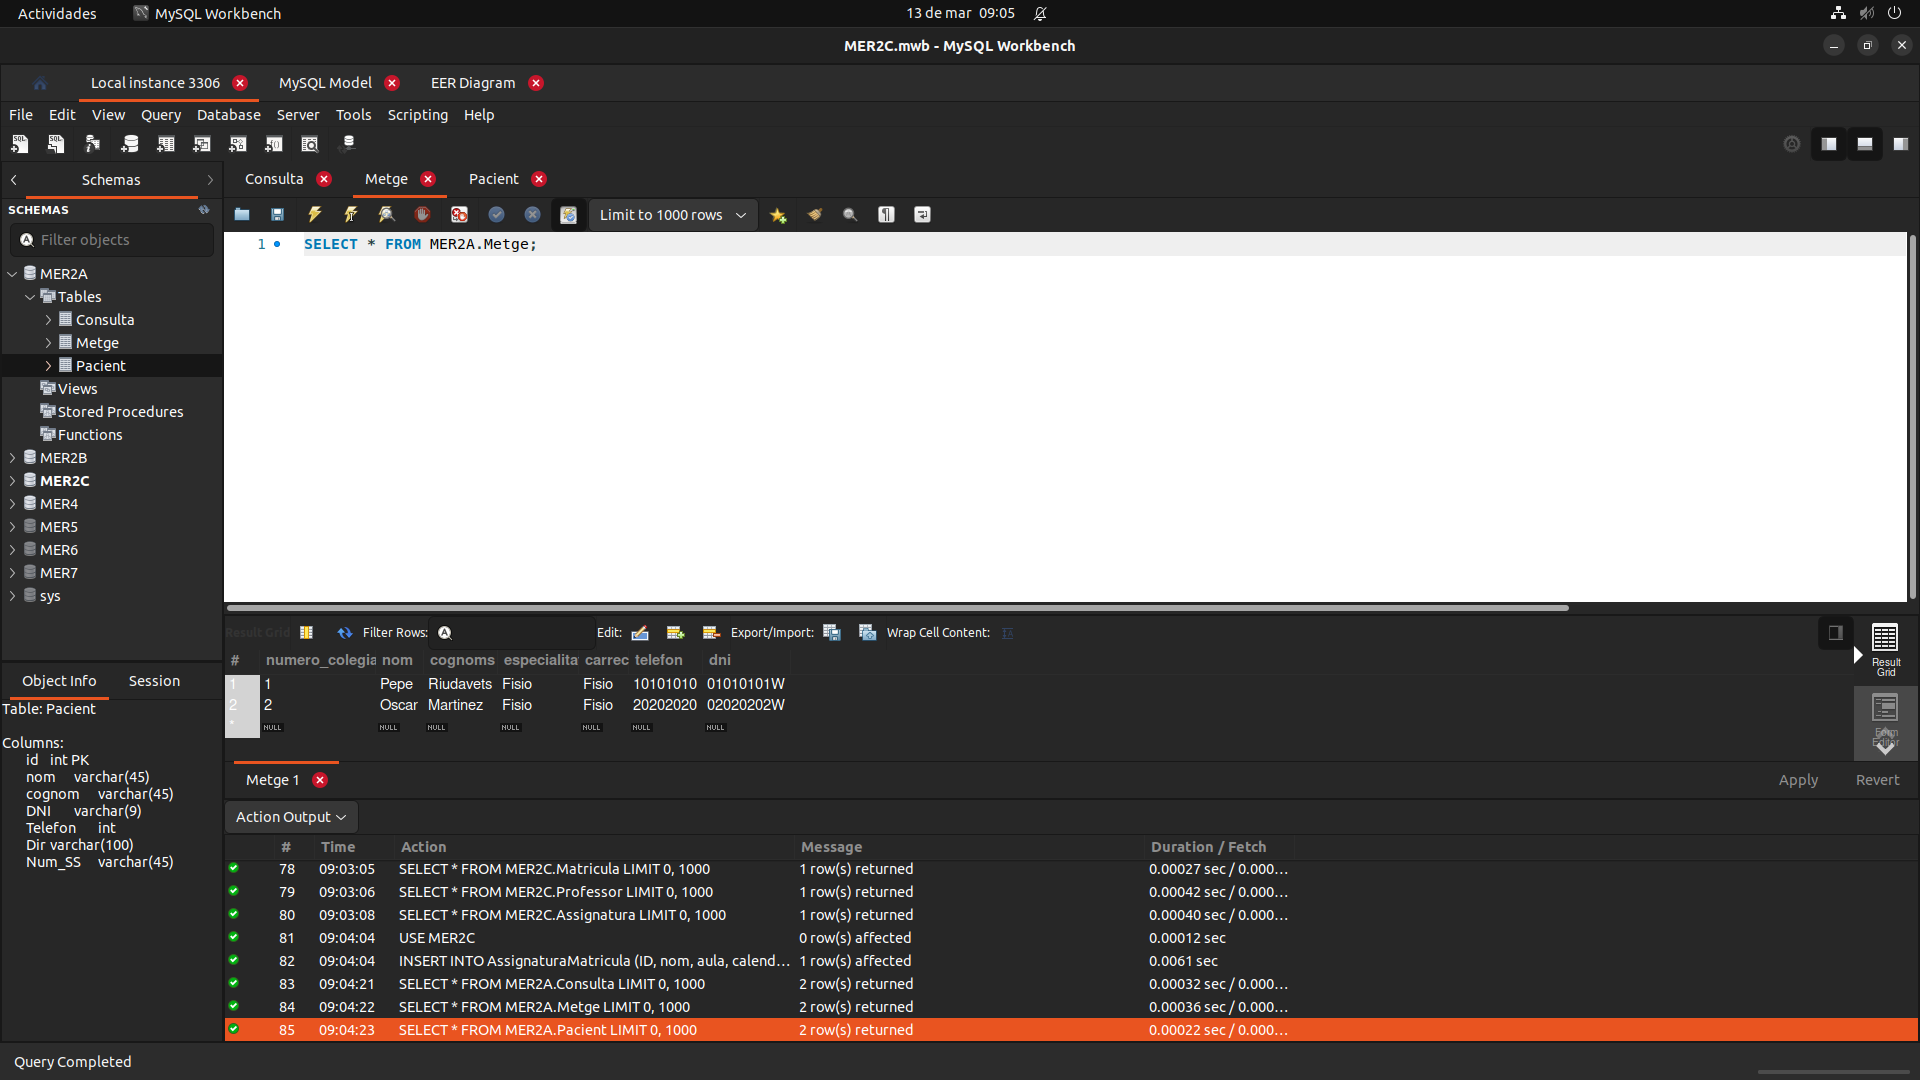 Actividades MySQL Workbench 13 de mar 09:05
MER2C.mwb - MySQL Workbench
Local instance 3306 MySQL Model EER Diagram
File Edit View Query Database Server Tools Scripting Help
Schemas
Consulta Metge Pacient
SCHEMAS
Limit to 1000 rows
Filter objects
1 SELECT * FROM MER2A.Metge;
MER2A
Tables
Consulta
Metge
Pacient
Views
Stored Procedures
Functions
MER2B
MER2C
MER4
MER5
MER6
MER7
sys
Result Grid Filter Rows: Edit: Export/Import: Wrap Cell Content:
# numero_colegia nom cognoms especialita carrec telefon dni
1 1 Pepe Riudavets Fisio Fisio 10101010 01010101W
2 2 Oscar Martinez Fisio Fisio 20202020 02020202W
* NULL NULL NULL NULL NULL NULL NULL
Result
Grid
Form
Editor
Metge 1 Apply Revert
Object Info Session
Table: Pacient
Columns:
id int PK
nom varchar(45)
cognom varchar(45)
DNI varchar(9)
Telefon int
Dir varchar(100)
Num_SS varchar(45)
Action Output
# Time Action Message Duration / Fetch
78 09:03:05 SELECT * FROM MER2C.Matricula LIMIT 0, 1000 1 row(s) returned 0.00027 sec / 0.000...
79 09:03:06 SELECT * FROM MER2C.Professor LIMIT 0, 1000 1 row(s) returned 0.00042 sec / 0.000...
80 09:03:08 SELECT * FROM MER2C.Assignatura LIMIT 0, 1000 1 row(s) returned 0.00040 sec / 0.000...
81 09:04:04 USE MER2C 0 row(s) affected 0.00012 sec
82 09:04:04 INSERT INTO AssignaturaMatricula (ID, nom, aula, calend... 1 row(s) affected 0.0061 sec
83 09:04:21 SELECT * FROM MER2A.Consulta LIMIT 0, 1000 2 row(s) returned 0.00032 sec / 0.000...
84 09:04:22 SELECT * FROM MER2A.Metge LIMIT 0, 1000 2 row(s) returned 0.00036 sec / 0.000...
85 09:04:23 SELECT * FROM MER2A.Pacient LIMIT 0, 1000 2 row(s) returned 0.00022 sec / 0.000...
Query Completed